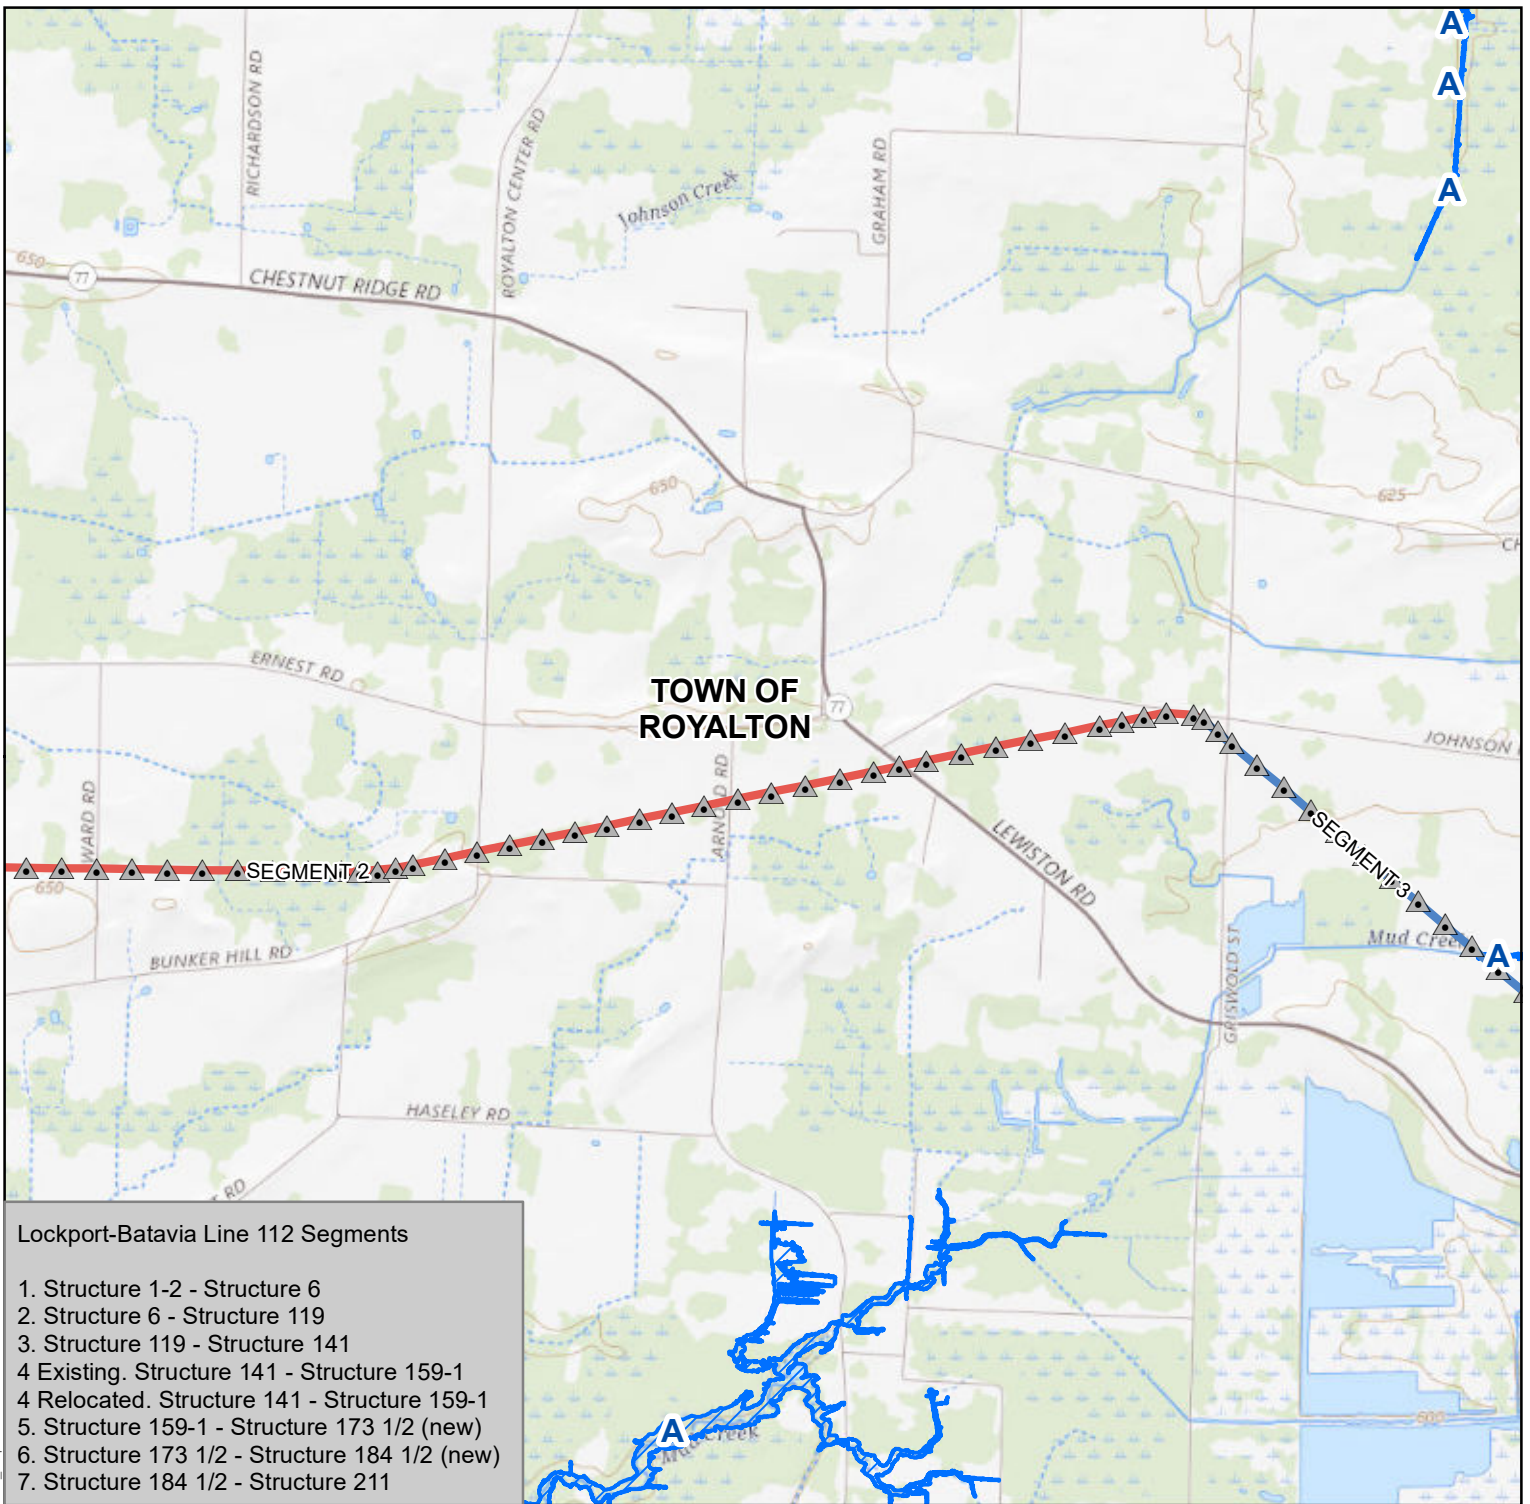 A
A
A
RICHARDSON RD
ROYALTON CENTER RD
Johnson Creek
GRAHAM RD
650
77
CHESTNUT RIDGE RD
650
625
ERNEST RD
TOWN OF
ROYALTON
77
JOHNSON
WARD RD
ARNOLD RD
SEGMENT 2
SEGMENT 3
LEWISTON RD
650
BUNKER HILL RD
GRISWOLD ST
Mud Creek
A
HASELEY RD
RD
Lockport-Batavia Line 112 Segments
1. Structure 1-2 - Structure 6
2. Structure 6 - Structure 119
3. Structure 119 - Structure 141
4 Existing. Structure 141 - Structure 159-1
4 Relocated. Structure 141 - Structure 159-1
5. Structure 159-1 - Structure 173 1/2 (new)
6. Structure 173 1/2 - Structure 184 1/2 (new)
7. Structure 184 1/2 - Structure 211
A
Mud Creek
600